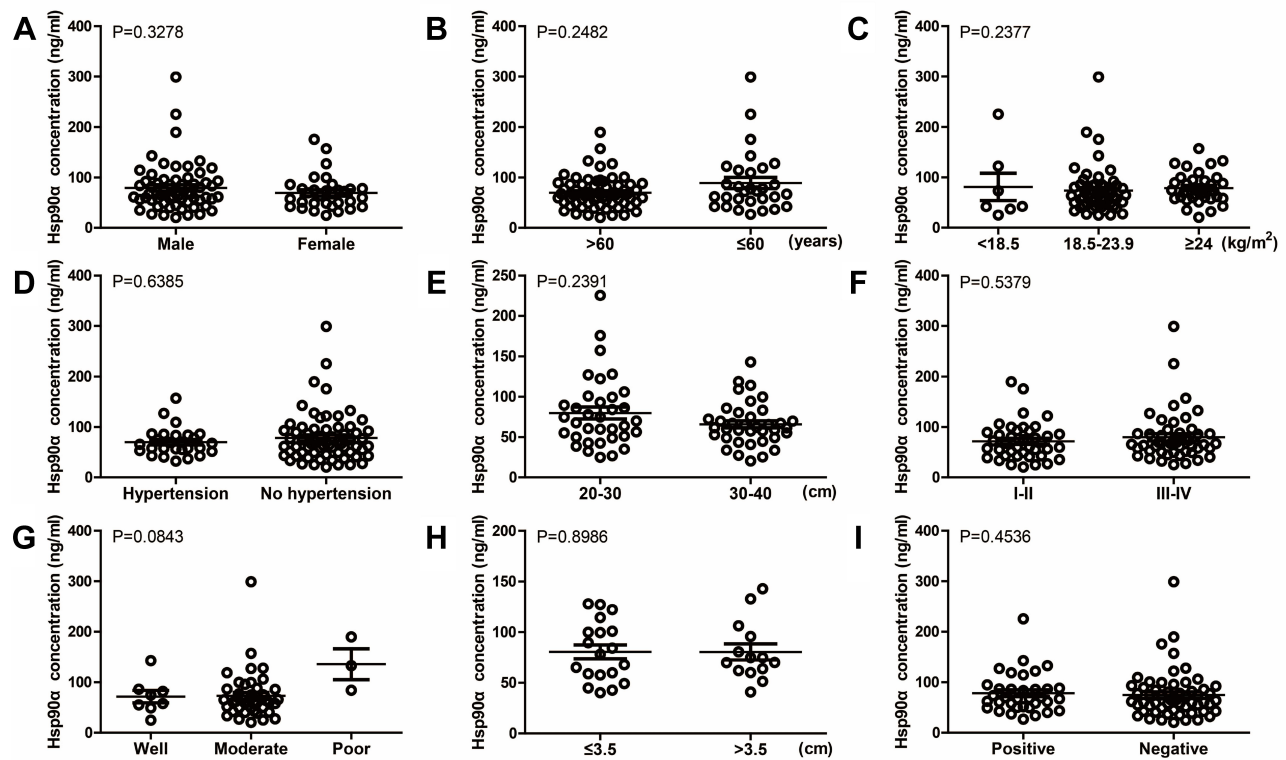 A
Hsp90α concentration (ng/ml)
P=0.3278
400
300
200
100
0
Male Female
B
Hsp90α concentration (ng/ml)
P=0.2482
400
300
200
100
0
>60 ≤60 (years)
C
Hsp90α concentration (ng/ml)
P=0.2377
400
300
200
100
0
<18.5 18.5-23.9 ≥24 (kg/m²)
D
Hsp90α concentration (ng/ml)
P=0.6385
400
300
200
100
0
Hypertension No hypertension
E
Hsp90α concentration (ng/ml)
P=0.2391
250
200
150
100
50
0
20-30 30-40 (cm)
F
Hsp90α concentration (ng/ml)
P=0.5379
400
300
200
100
0
I-II III-IV
G
Hsp90α concentration (ng/ml)
P=0.0843
400
300
200
100
0
Well Moderate Poor
H
Hsp90α concentration (ng/ml)
P=0.8986
200
150
100
50
0
≤3.5 >3.5 (cm)
I
Hsp90α concentration (ng/ml)
P=0.4536
400
300
200
100
0
Positive Negative